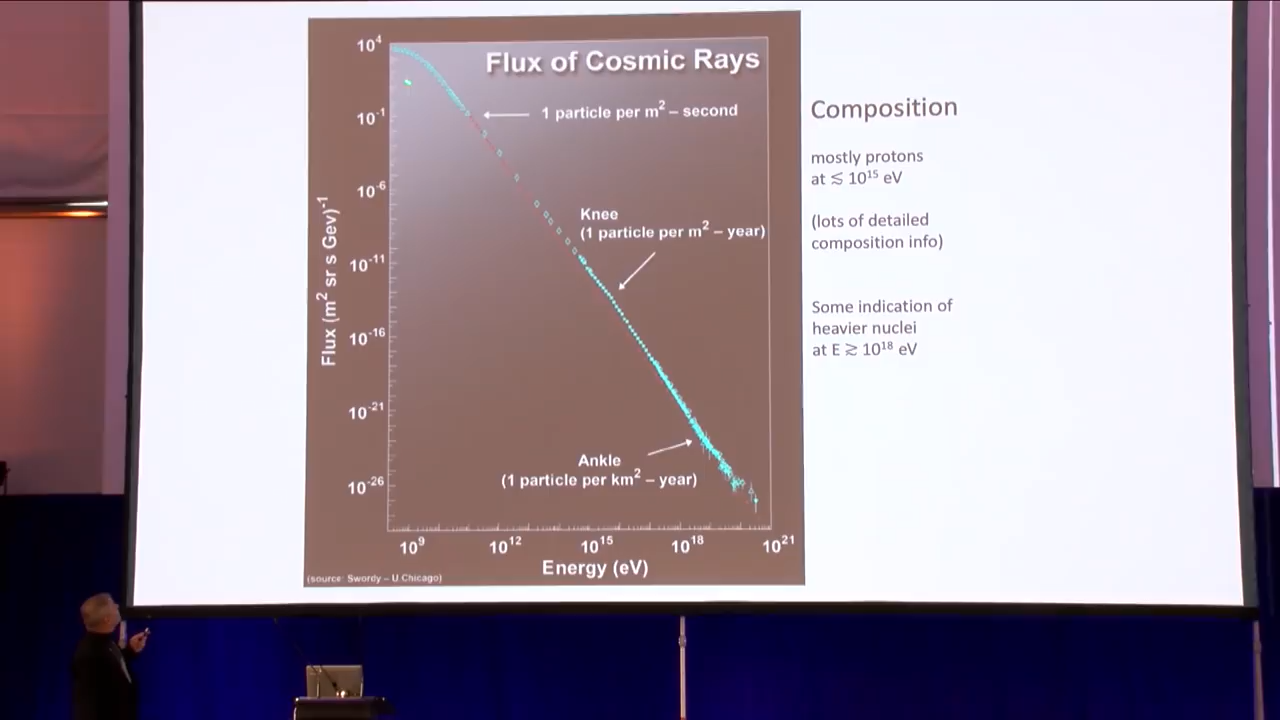 Flux of Cosmic Rays
10⁴
10⁻¹
10⁻⁶
10⁻¹¹
10⁻¹⁶
10⁻²¹
10⁻²⁶
Flux (m² sr s Gev)⁻¹
1 particle per m² – second
Knee
(1 particle per m² – year)
Ankle
(1 particle per km² – year)
10⁹
10¹²
10¹⁵
10¹⁸
10²¹
Energy (eV)
(source: Swordy – U.Chicago)
Composition
mostly protons
at ≲ 10¹⁵ eV
(lots of detailed
composition info)
Some indication of
heavier nuclei
at E ≳ 10¹⁸ eV